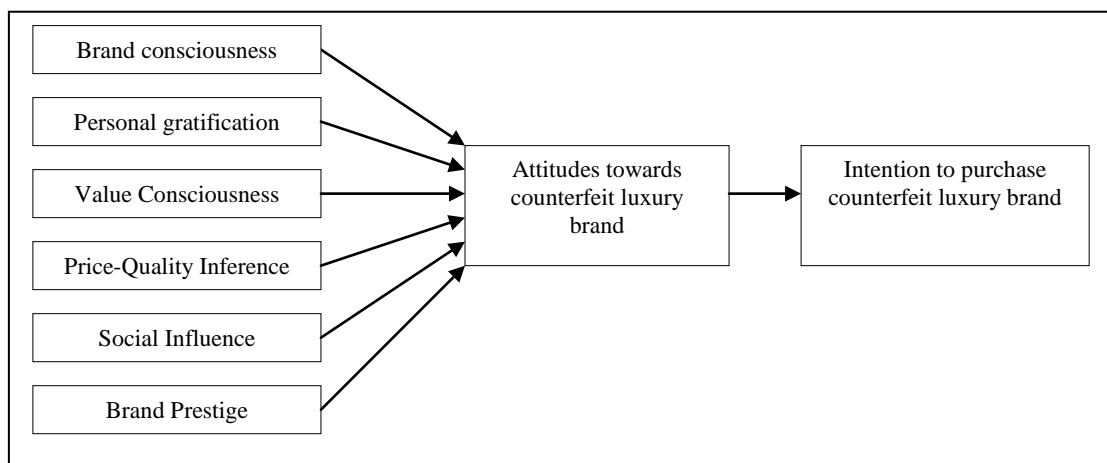 Brand consciousness
Personal gratification
Value Consciousness
Price-Quality Inference
Social Influence
Brand Prestige
Attitudes towards
counterfeit luxury
brand
Intention to purchase
counterfeit luxury brand